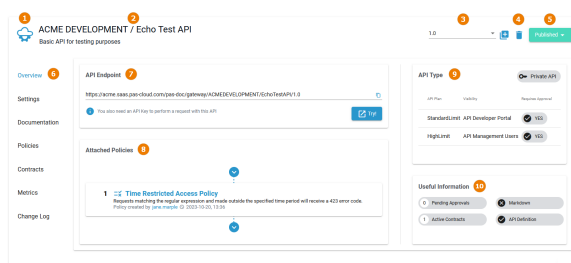 1 2 3 4 5
ACME DEVELOPMENT / Echo Test API
Basic API for testing purposes
1.0
Published
Overview 6
Settings
Documentation
Policies
Contracts
Metrics
Change Log
API Endpoint 7
https://acme.saas.pas-cloud.com/pas-doc/gateway/ACMEDEVELOPMENT/EchoTestAPI/1.0
You also need an API Key to perform a request with this API
Try!
Attached Policies 8
1 Time Restricted Access Policy
Requests matching the regular expression and made outside the specified time period will receive a 423 error code.
Policy created by jane.marple 2023-10-20, 13:36
API Type 9
Private API
API Plan Visibility Requires Approval
StandardLimit API Developer Portal YES
HighLimit API Management Users YES
Useful Information 10
0 Pending Approvals
Markdown
1 Active Contracts
API Definition